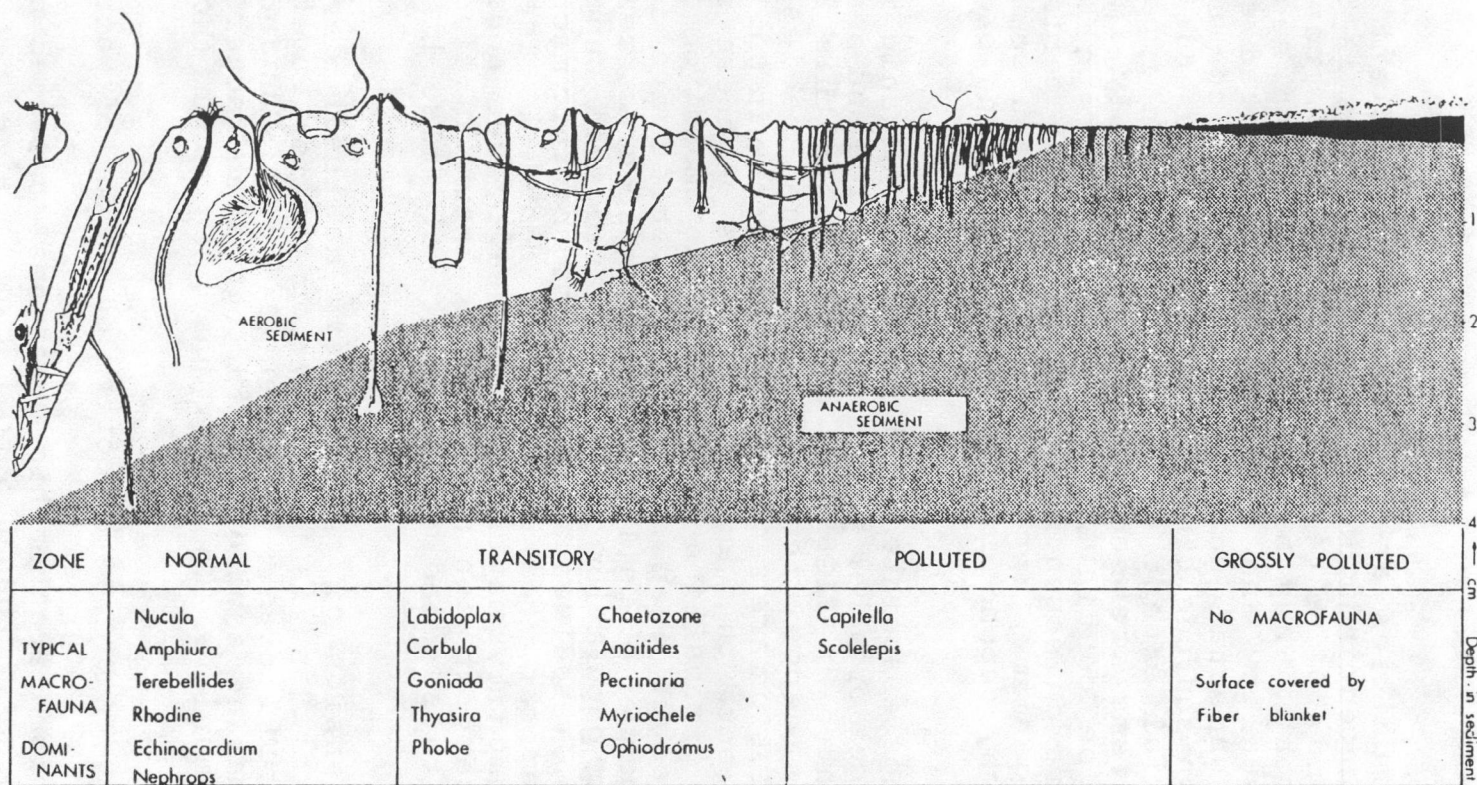 AEROBIC
SEDIMENT
ANAEROBIC
SEDIMENT
1
2
3
4
← cm Depth in sediment
ZONE NORMAL TRANSITORY POLLUTED GROSSLY POLLUTED
TYPICAL
MACRO-
FAUNA
DOMI-
NANTS
Nucula
Amphiura
Terebellides
Rhodine
Echinocardium
Nephrops
Labidoplax
Corbula
Goniada
Thyasira
Pholoe
Chaetozone
Anaitides
Pectinaria
Myriochele
Ophiodromus
Capitella
Scolelepis
No MACROFAUNA
Surface covered by
Fiber blanket